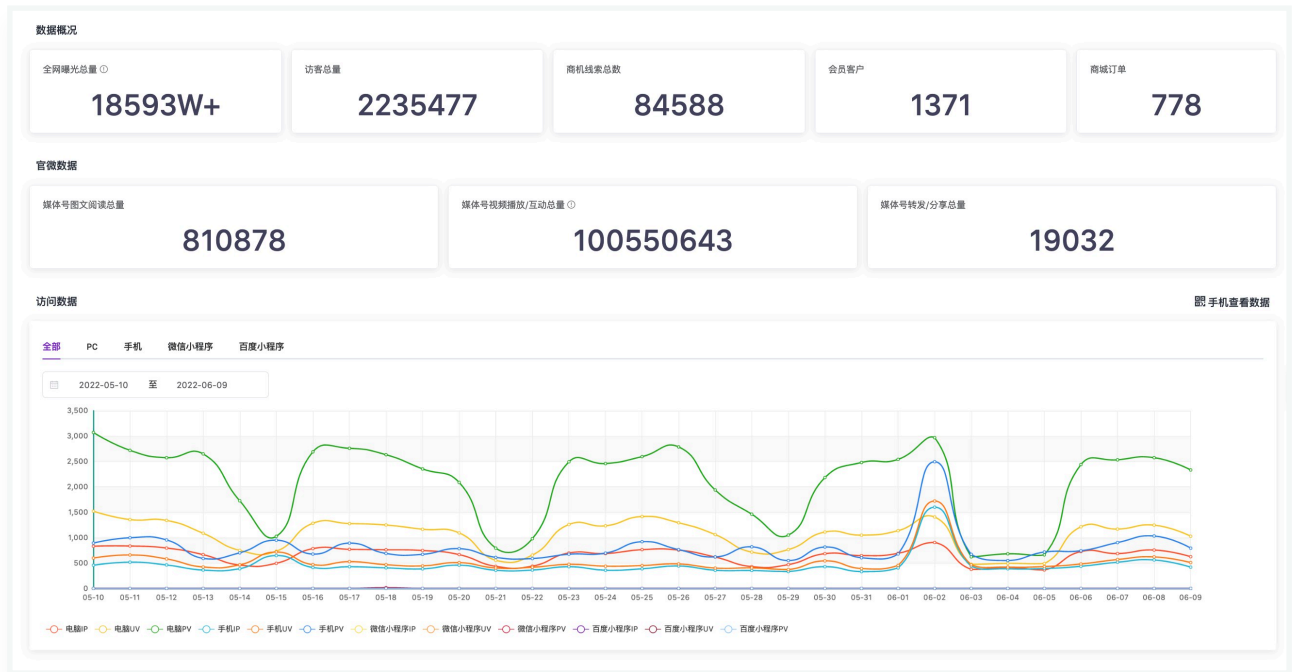 数据概况
全网曝光总量 访客总量 商机线索总数 会员客户 商城订单
18593W+ 2235477 84588 1371 778
官微数据
媒体号图文阅读总量 媒体号视频播放/互动总量 媒体号转发/分享总量
810878 100550643 19032
访问数据 手机查看数据
全部 PC 手机 微信小程序 百度小程序
2022-05-10 至 2022-06-09
3,500
3,000
2,500
2,000
1,500
1,000
500
0
05-10 05-11 05-12 05-13 05-14 05-15 05-16 05-17 05-18 05-19 05-20 05-21 05-22 05-23 05-24 05-25 05-26 05-27 05-28 05-29 05-30 05-31 06-01 06-02 06-03 06-04 06-05 06-06 06-07 06-08 06-09
电脑IP 电脑UV 电脑PV 手机IP 手机UV 手机PV 微信小程序IP 微信小程序UV 微信小程序PV 百度小程序IP 百度小程序UV 百度小程序PV